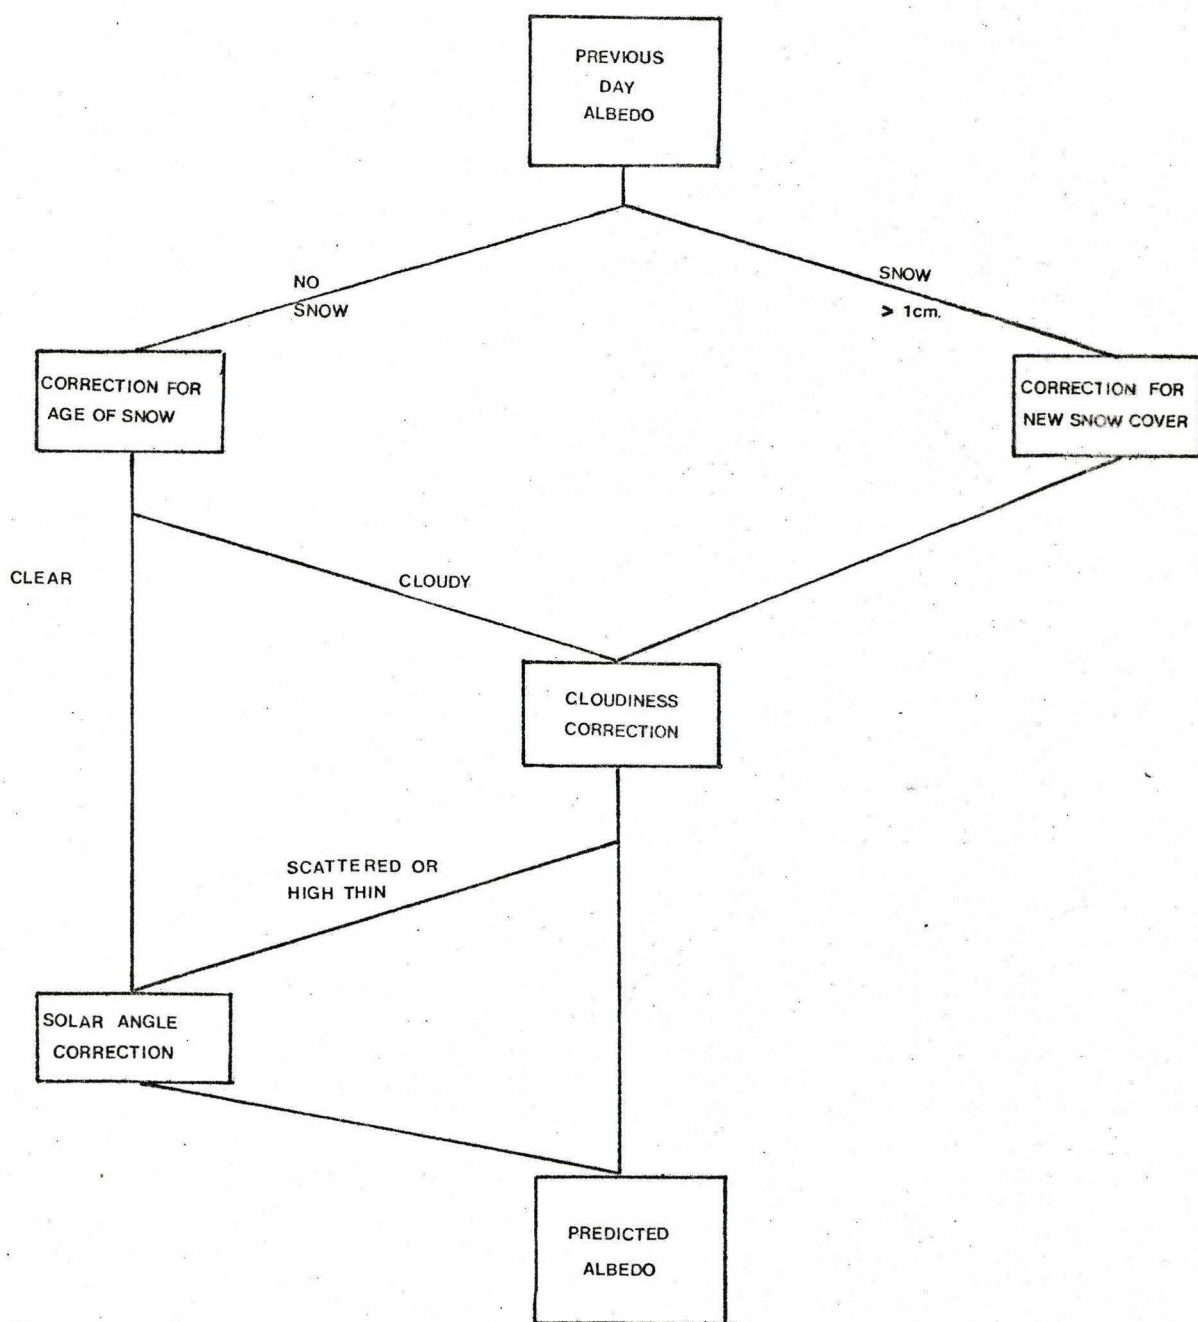 PREVIOUS
DAY
ALBEDO
NO
SNOW
SNOW
> 1cm.
CORRECTION FOR
AGE OF SNOW
CORRECTION FOR
NEW SNOW COVER
CLEAR
CLOUDY
CLOUDINESS
CORRECTION
SCATTERED OR
HIGH THIN
SOLAR ANGLE
CORRECTION
PREDICTED
ALBEDO